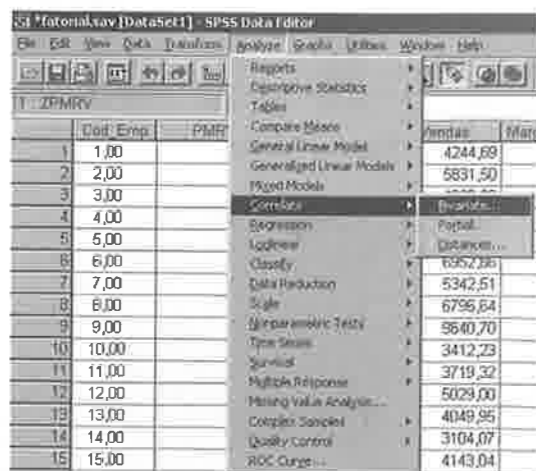 *fatorial.sav [DataSet1] - SPSS Data Editor
File Edit View Data Transform Analyze Graphs Utilities Window Help
1 : ZPMRV
Cod_Emp PMR Vendas Marg
Reports
Descriptive Statistics
Tables
Compare Means
General Linear Model
Generalized Linear Models
Mixed Models
Correlate
Regression
Loglinear
Classify
Data Reduction
Scale
Nonparametric Tests
Time Series
Survival
Multiple Response
Missing Value Analysis...
Complex Samples
Quality Control
ROC Curve...
Bivariate...
Partial...
Distances...
1 1,00 4244,69
2 2,00 5831,50
3 3,00
4 4,00
5 5,00
6 6,00 6952,66
7 7,00 5342,51
8 8,00 6796,64
9 9,00 9640,70
10 10,00 3412,23
11 11,00 3719,32
12 12,00 5029,00
13 13,00 4049,95
14 14,00 3104,07
15 15,00 4143,04